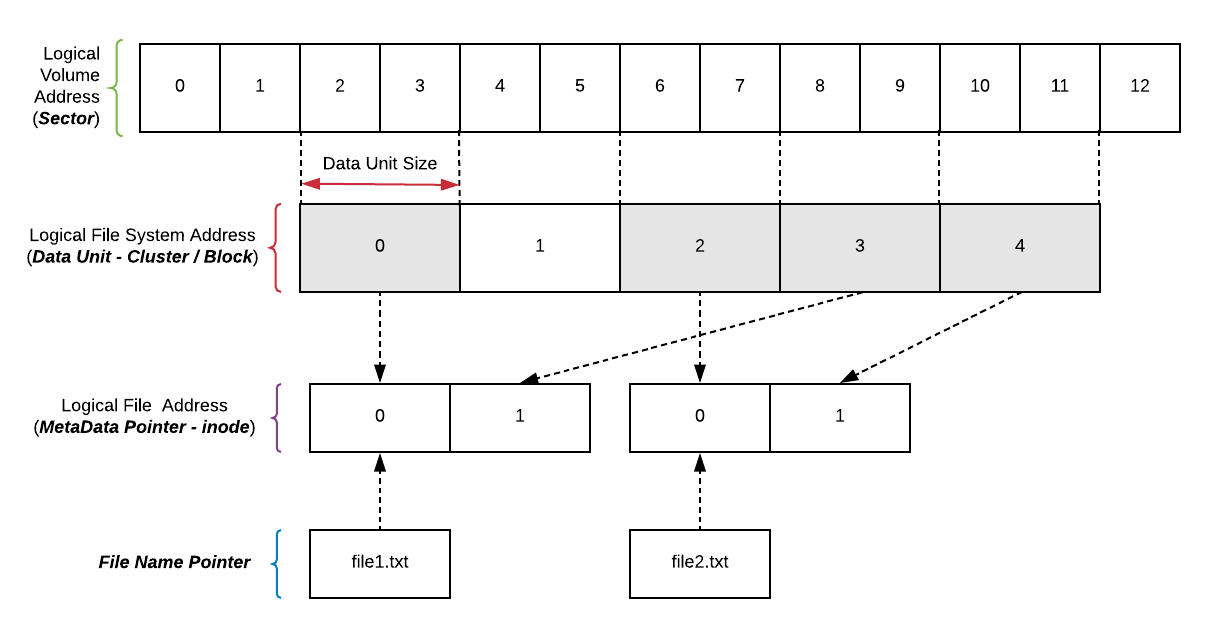 Logical
Volume
Address
(Sector)
0 1 2 3 4 5 6 7 8 9 10 11 12
Data Unit Size
Logical File System Address
(Data Unit - Cluster / Block)
0 1 2 3 4
Logical File Address
(MetaData Pointer - inode)
0 1 0 1
File Name Pointer
file1.txt file2.txt